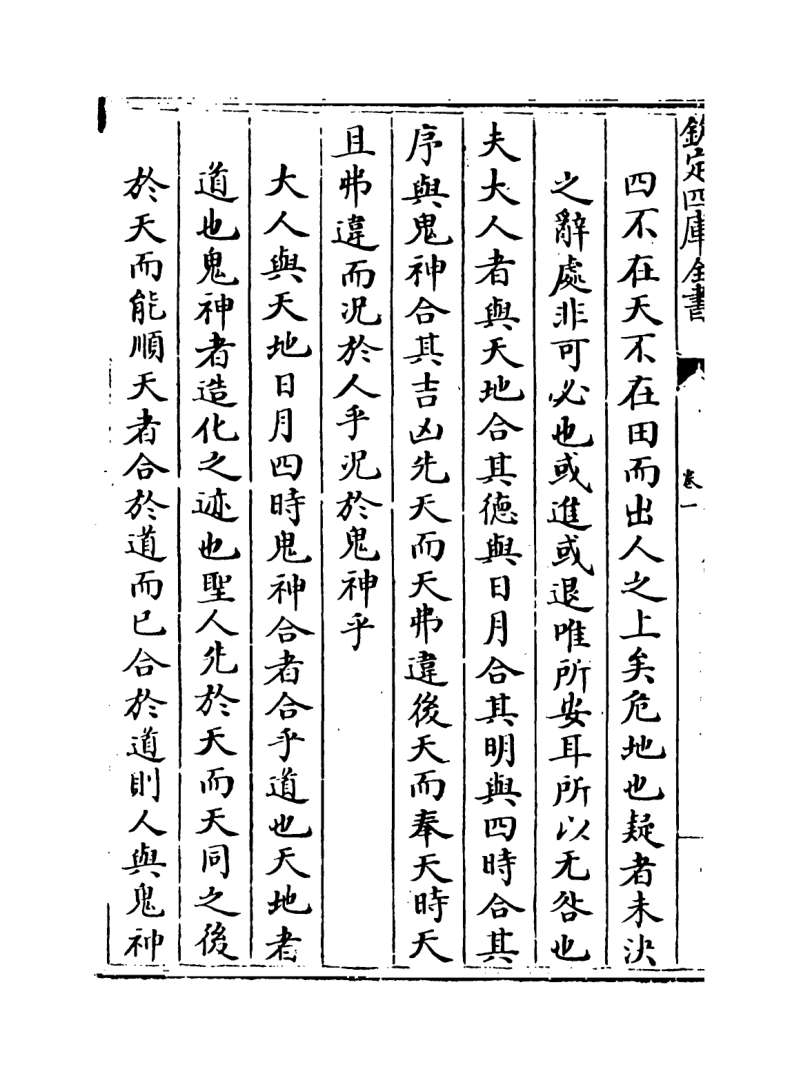 欽定四庫全書
卷一
四不在天不在田而出人之上矣危地也疑者未決
之辭處非可必也或進或退唯所安耳所以无咎也
夫大人者與天地合其德與日月合其明與四時合其
序與鬼神合其吉凶先天而天弗違後天而奉天時天
且弗違而況於人乎況於鬼神乎
大人與天地日月四時鬼神合者合乎道也天地者
道也鬼神者造化之迹也聖人先於天而天同之後
於天而能順天者合於道而已合於道則人與鬼神